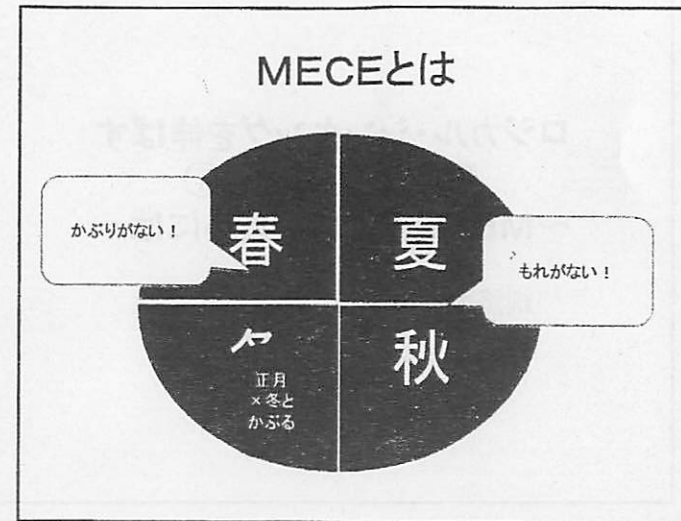 MECEとは
かぶりがない！
春
夏
もれがない！
秋
正月
×冬と
かぶる